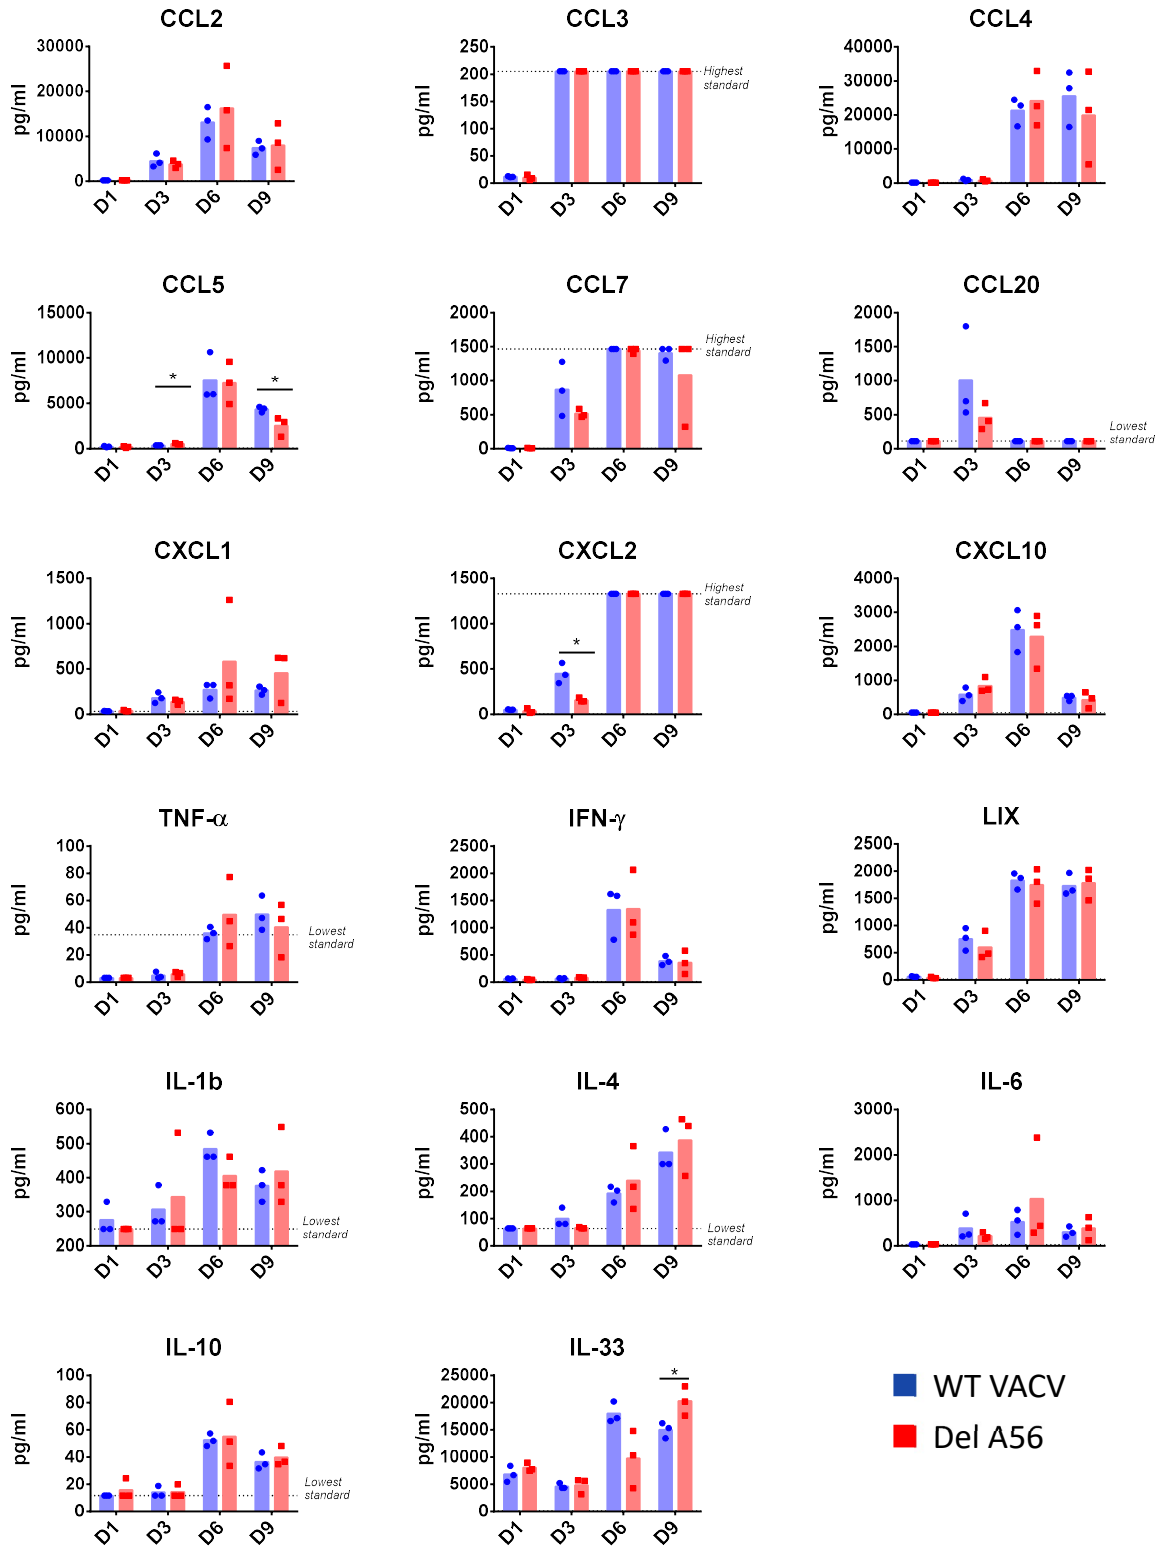 CCL2
pg/ml
30000
20000
10000
0
D1 D3 D6 D9
CCL3
pg/ml
250
200
150
100
50
0
Highest
standard
D1 D3 D6 D9
CCL4
pg/ml
40000
30000
20000
10000
0
D1 D3 D6 D9
CCL5
pg/ml
15000
10000
5000
0
* *
D1 D3 D6 D9
CCL7
pg/ml
2000
1500
1000
500
0
Highest
standard
D1 D3 D6 D9
CCL20
pg/ml
2000
1500
1000
500
0
Lowest
standard
D1 D3 D6 D9
CXCL1
pg/ml
1500
1000
500
0
D1 D3 D6 D9
CXCL2
pg/ml
1500
1000
500
0
*
Highest
standard
D1 D3 D6 D9
CXCL10
pg/ml
4000
3000
2000
1000
0
D1 D3 D6 D9
TNF-α
pg/ml
100
80
60
40
20
0
Lowest
standard
D1 D3 D6 D9
IFN-γ
pg/ml
2500
2000
1500
1000
500
0
D1 D3 D6 D9
LIX
pg/ml
2500
2000
1500
1000
500
0
D1 D3 D6 D9
IL-1b
pg/ml
600
500
400
300
200
Lowest
standard
D1 D3 D6 D9
IL-4
pg/ml
500
400
300
200
100
0
Lowest
standard
D1 D3 D6 D9
IL-6
pg/ml
3000
2000
1000
0
D1 D3 D6 D9
IL-10
pg/ml
100
80
60
40
20
0
Lowest
standard
D1 D3 D6 D9
IL-33
pg/ml
25000
20000
15000
10000
5000
0
*
D1 D3 D6 D9
WT VACV
Del A56